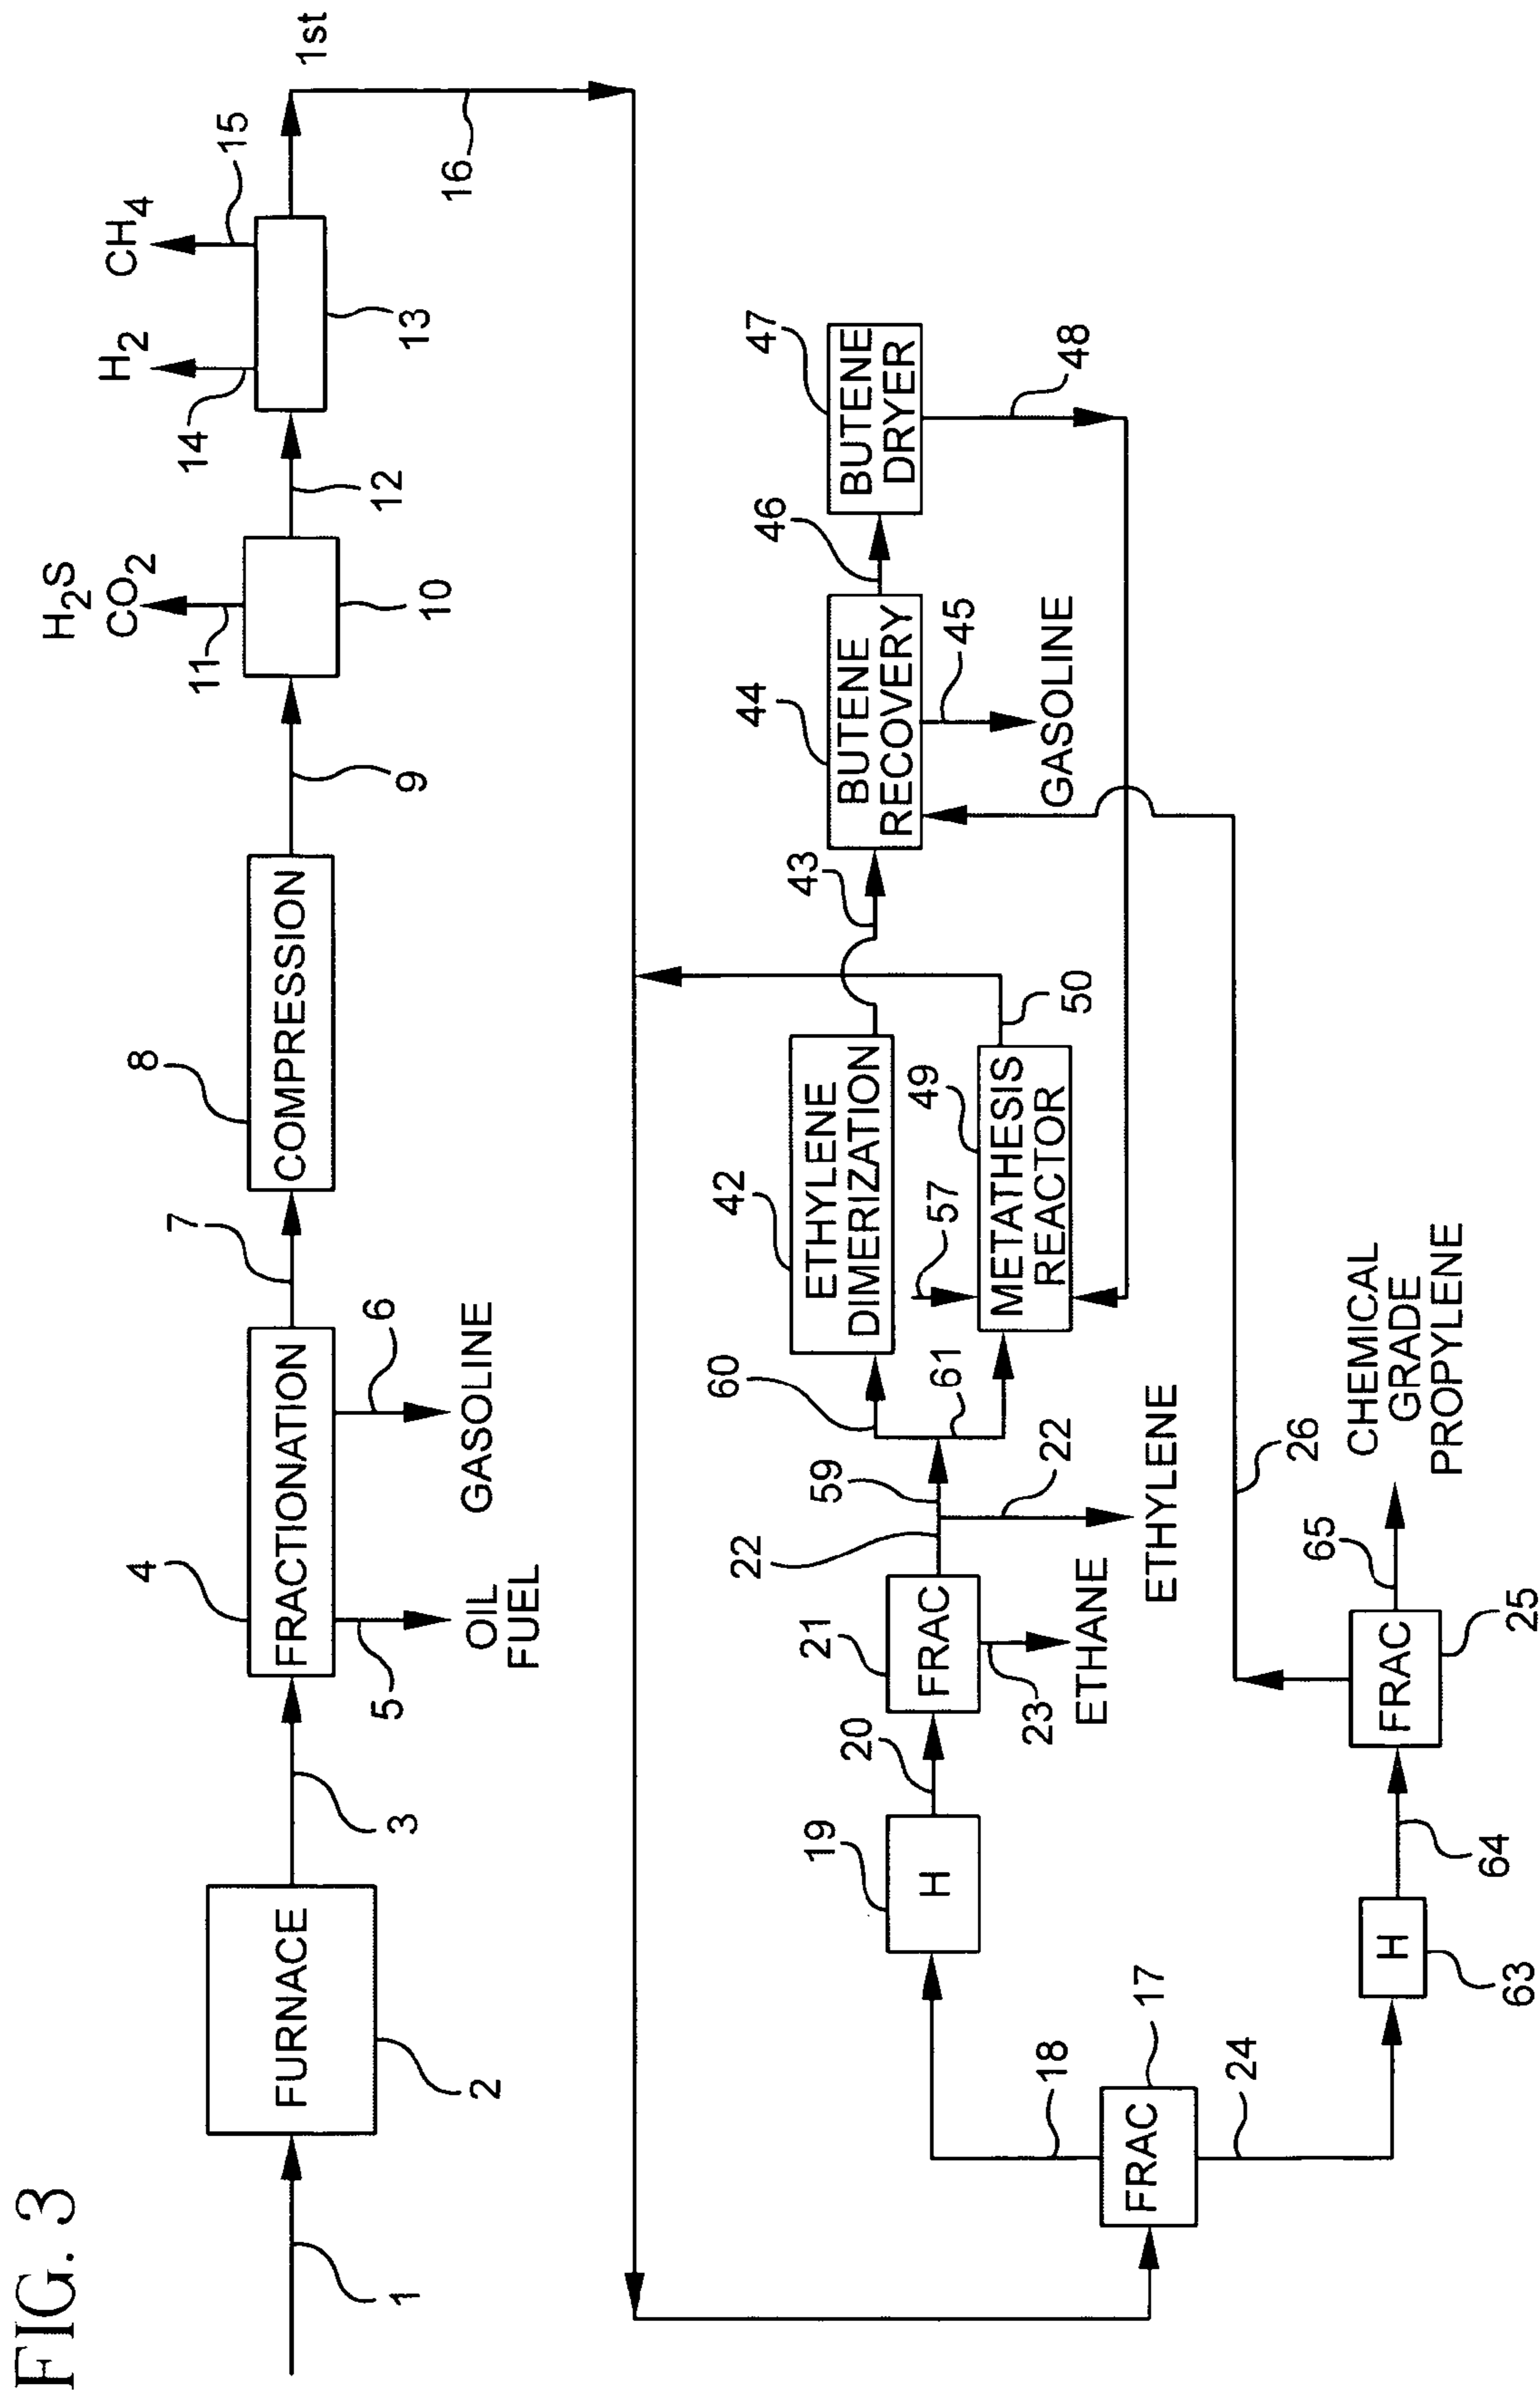 FIG. 3
1
FURNACE
2
3
4
FRACTIONATION
5
OIL
FUEL
6
GASOLINE
7
8
COMPRESSION
9
10
11
H2S
CO2
12
13
14
H2
15
CH4
1st
16
17
FRAC
18
19
H
20
21
FRAC
23
ETHANE
22
22
ETHYLENE
59
60
61
42
ETHYLENE
DIMERIZATION
57
49
METATHESIS
REACTOR
50
43
44
BUTENE
RECOVERY
45
GASOLINE
46
47
BUTENE
DRYER
48
24
63
H
64
25
FRAC
26
65
CHEMICAL
GRADE
PROPYLENE